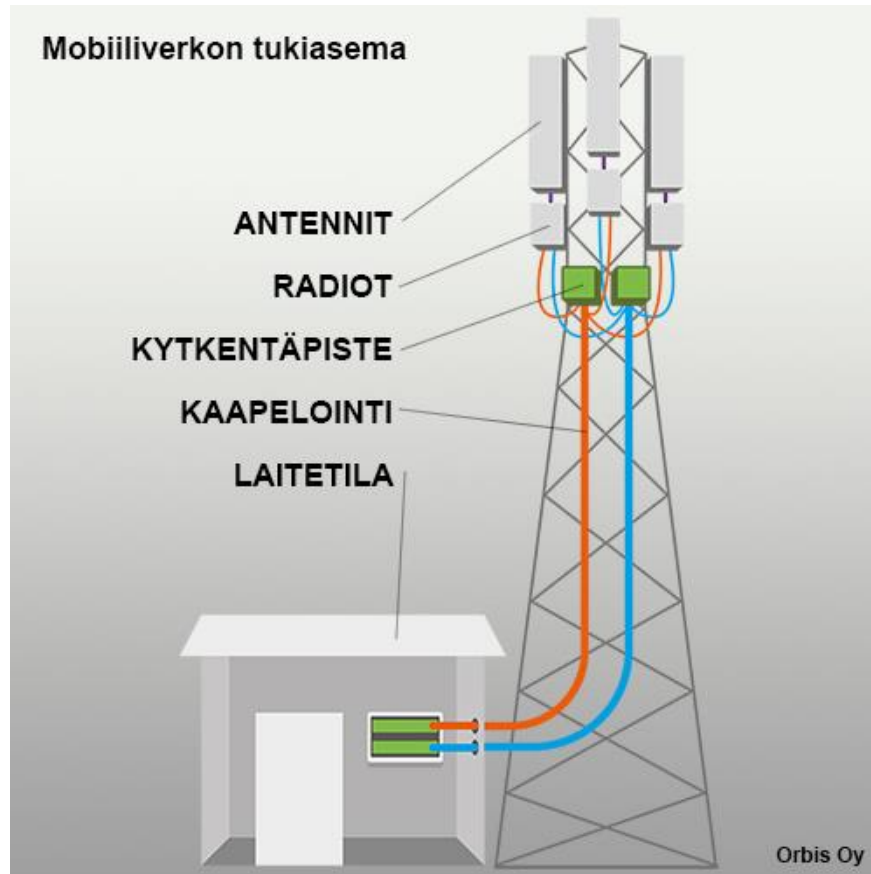 Mobiiliverkon tukiasema
ANTENNIT
RADIOT
KYTKENTÄPISTE
KAAPELOINTI
LAITETILA
Orbis Oy